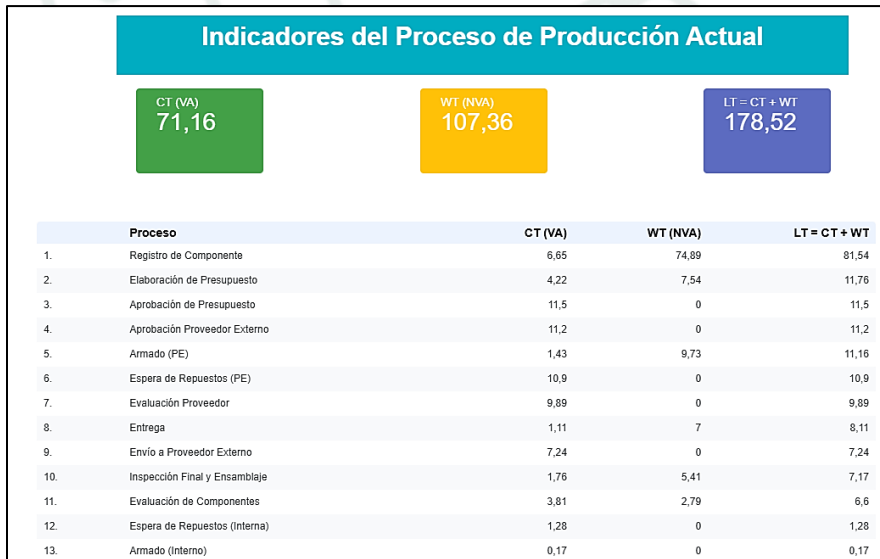 Indicadores del Proceso de Producción Actual
CT (VA) WT (NVA) LT = CT + WT
71,16 107,36 178,52
Proceso CT (VA) WT (NVA) LT = CT + WT
1. Registro de Componente 6,65 74,89 81,54
2. Elaboración de Presupuesto 4,22 7,54 11,76
3. Aprobación de Presupuesto 11,5 0 11,5
4. Aprobación Proveedor Externo 11,2 0 11,2
5. Armado (PE) 1,43 9,73 11,16
6. Espera de Repuestos (PE) 10,9 0 10,9
7. Evaluación Proveedor 9,89 0 9,89
8. Entrega 1,11 7 8,11
9. Envío a Proveedor Externo 7,24 0 7,24
10. Inspección Final y Ensamblaje 1,76 5,41 7,17
11. Evaluación de Componentes 3,81 2,79 6,6
12. Espera de Repuestos (Interna) 1,28 0 1,28
13. Armado (Interno) 0,17 0 0,17